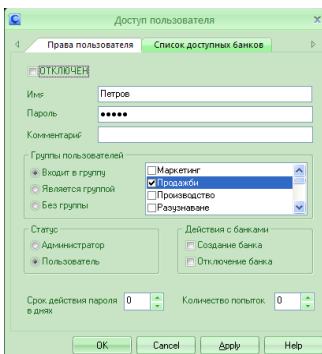 Доступ пользователя
Права пользователя
Список доступных банков
ОТКЛЮЧЕН
Имя
Петров
Пароль
•••••
Комментарий
Группы пользователей
Входит в группу
Является группой
Без группы
Маркетинг
Продажби
Производство
Разузнаване
Статус
Администратор
Пользователь
Действия с банками
Создание банка
Отключение банка
Срок действия пароля
в днях
0
Количество попыток
0
OK
Cancel
Apply
Help